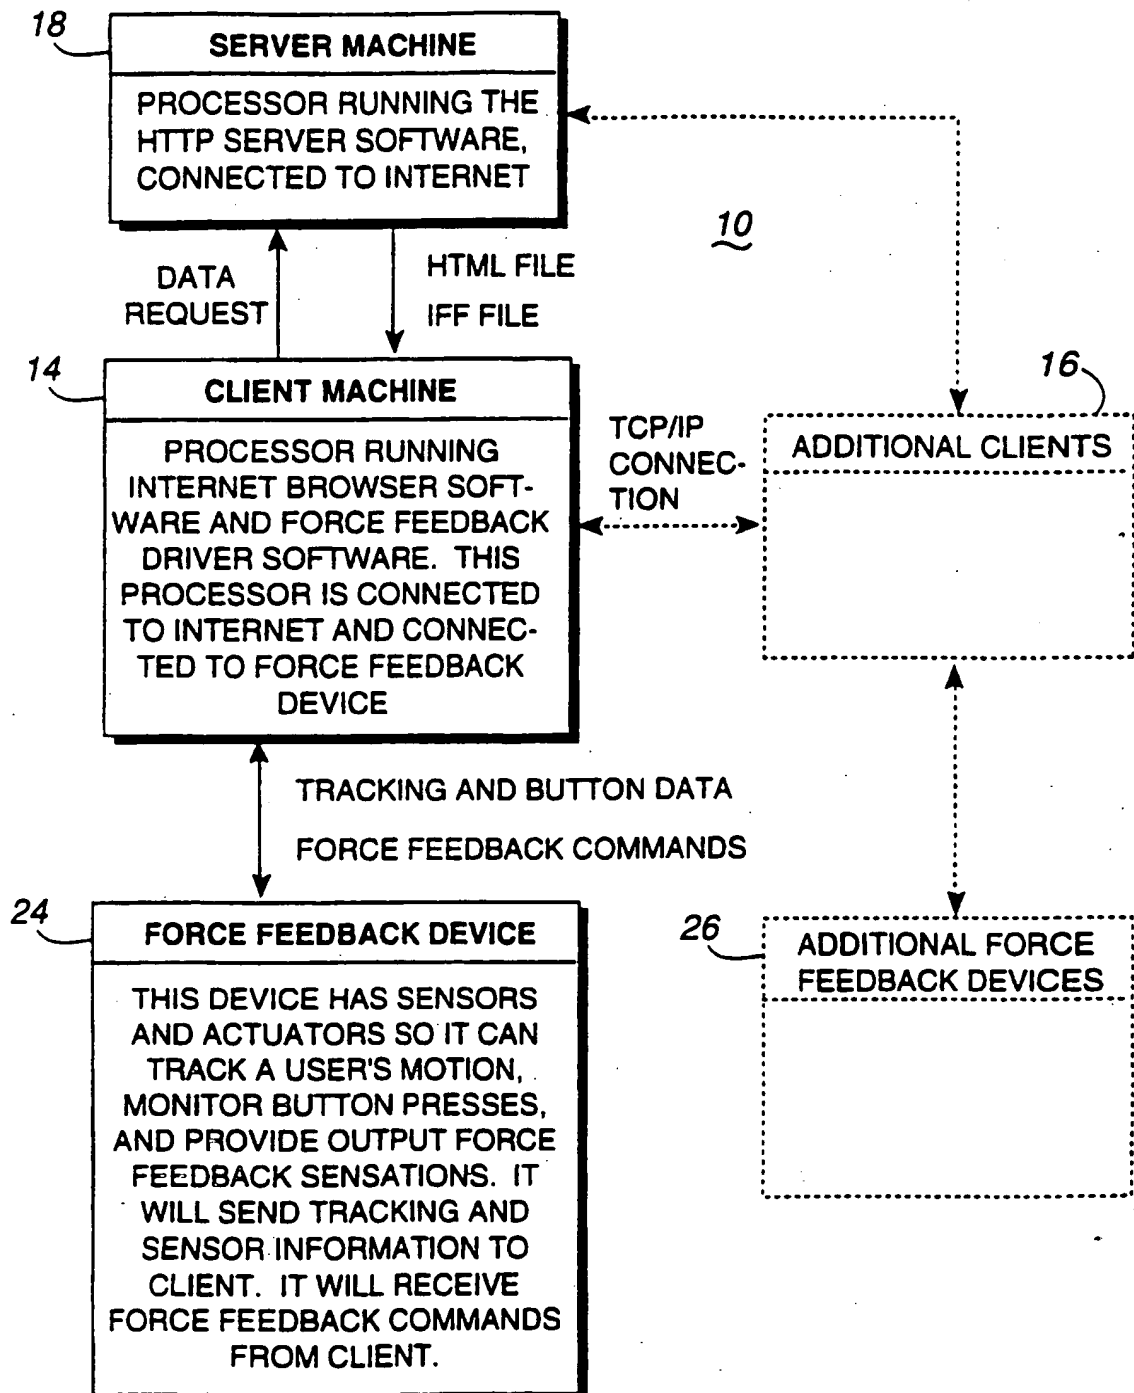 18
SERVER MACHINE
PROCESSOR RUNNING THE
HTTP SERVER SOFTWARE,
CONNECTED TO INTERNET
10
DATA
REQUEST
HTML FILE
IFF FILE
14
CLIENT MACHINE
PROCESSOR RUNNING
INTERNET BROWSER SOFT-
WARE AND FORCE FEEDBACK
DRIVER SOFTWARE. THIS
PROCESSOR IS CONNECTED
TO INTERNET AND CONNEC-
TED TO FORCE FEEDBACK
DEVICE
TCP/IP
CONNEC-
TION
16
ADDITIONAL CLIENTS
TRACKING AND BUTTON DATA
FORCE FEEDBACK COMMANDS
24
FORCE FEEDBACK DEVICE
THIS DEVICE HAS SENSORS
AND ACTUATORS SO IT CAN
TRACK A USER'S MOTION,
MONITOR BUTTON PRESSES,
AND PROVIDE OUTPUT FORCE
FEEDBACK SENSATIONS. IT
WILL SEND TRACKING AND
SENSOR INFORMATION TO
CLIENT. IT WILL RECEIVE
FORCE FEEDBACK COMMANDS
FROM CLIENT.
26
ADDITIONAL FORCE
FEEDBACK DEVICES